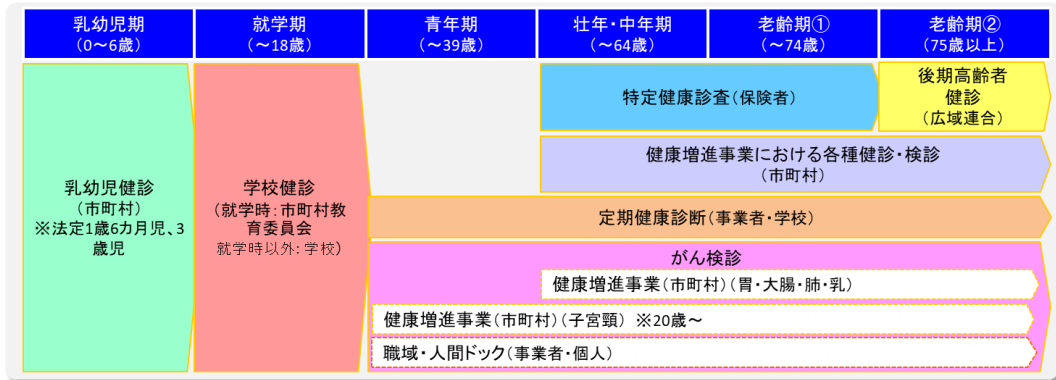 乳幼児期
（0～6歳）
就学期
（～18歳）
青年期
（～39歳）
壮年・中年期
（～64歳）
老齢期①
（～74歳）
老齢期②
（75歳以上）
乳幼児健診
（市町村）
※法定1歳6カ月児、3
歳児
学校健診
（就学時：市町村教
育委員会
就学時以外：学校）
特定健康診査（保険者）
後期高齢者
健診
（広域連合）
健康増進事業における各種健診・検診
（市町村）
定期健康診断（事業者・学校）
がん検診
健康増進事業（市町村）（胃・大腸・肺・乳）
健康増進事業（市町村）（子宮頸） ※20歳～
職域・人間ドック（事業者・個人）